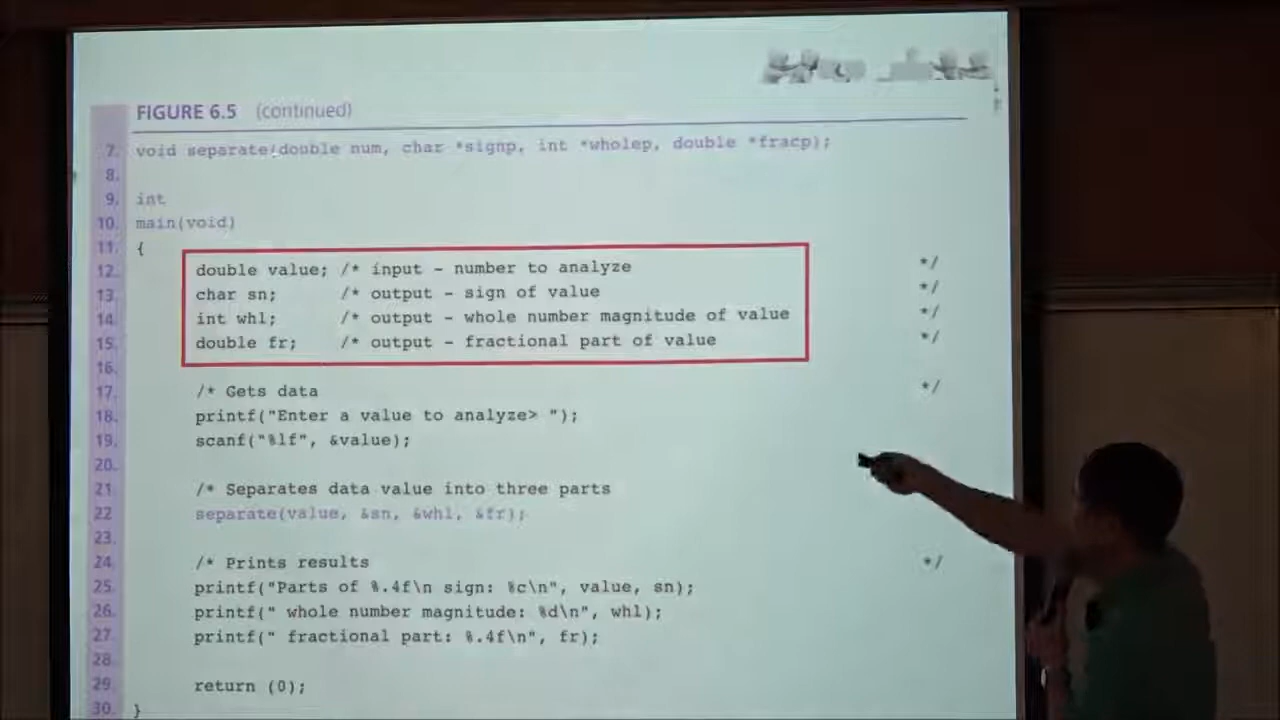 FIGURE 6.5 (continued)
7. void separate(double num, char *signp, int *wholep, double *fracp);
8.
9. int
10. main(void)
11. {
12. double value; /* input - number to analyze */
13. char sn; /* output - sign of value */
14. int whl; /* output - whole number magnitude of value */
15. double fr; /* output - fractional part of value */
16.
17. /* Gets data */
18. printf("Enter a value to analyze> ");
19. scanf("%lf", &value);
20.
21. /* Separates data value into three parts
22 separate(value, &sn, &whl, &fr);
23.
24. /* Prints results */
25. printf("Parts of %.4f\n sign: %c\n", value, sn);
26. printf(" whole number magnitude: %d\n", whl);
27. printf(" fractional part: %.4f\n", fr);
28.
29. return (0);
30. }